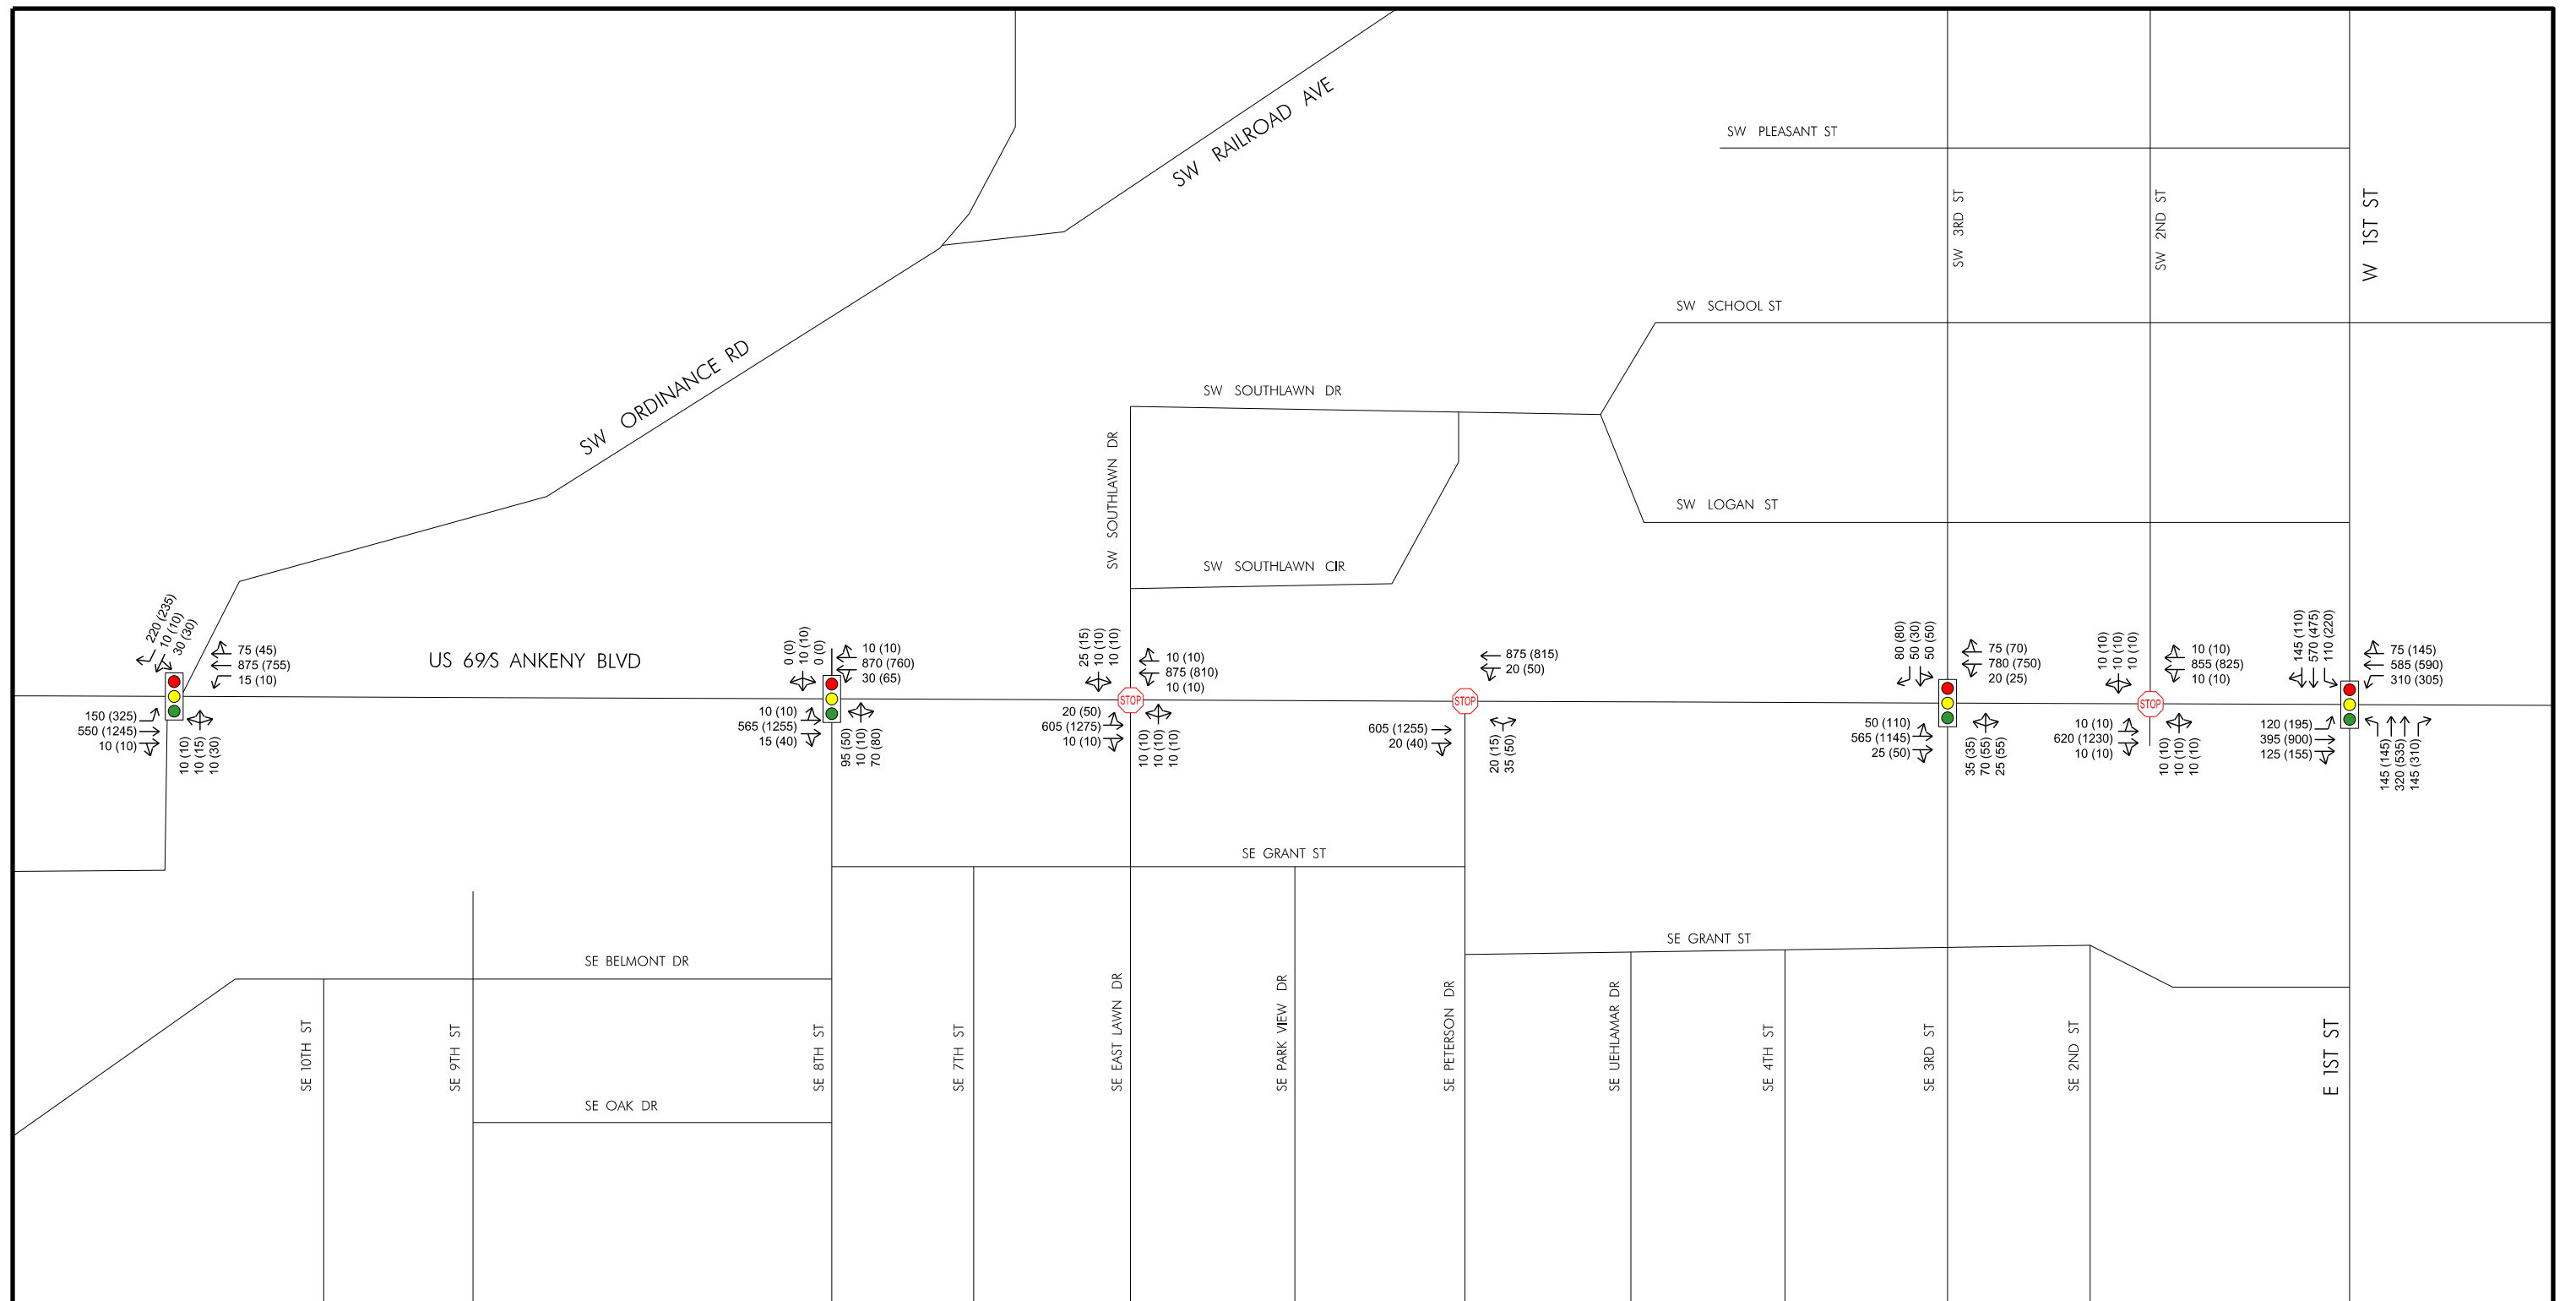 SW RAILROAD AVE
SW PLEASANT ST
SW 3RD ST
SW 2ND ST
W 1ST ST
SW SCHOOL ST
SW ORDINANCE RD
SW SOUTHLAWN DR
SW SOUTHLAWN DR
SW LOGAN ST
SW SOUTHLAWN CIR
US 69/S ANKENY BLVD
220 (235)
10 (10)
30 (30)
75 (45)
875 (755)
15 (10)
150 (325)
550 (1245)
10 (10)
10 (10)
10 (15)
10 (30)
0 (0)
10 (10)
0 (0)
10 (10)
870 (760)
30 (65)
10 (10)
565 (1255)
15 (40)
95 (50)
10 (10)
70 (80)
25 (15)
10 (10)
10 (10)
10 (10)
875 (810)
10 (10)
STOP
20 (50)
605 (1275)
10 (10)
10 (10)
10 (10)
10 (10)
875 (815)
20 (50)
STOP
605 (1255)
20 (40)
20 (15)
35 (50)
80 (80)
50 (30)
50 (50)
75 (70)
780 (750)
20 (25)
50 (110)
565 (1145)
25 (50)
35 (35)
70 (55)
25 (55)
10 (10)
10 (10)
10 (10)
10 (10)
855 (825)
10 (10)
STOP
10 (10)
620 (1230)
10 (10)
10 (10)
10 (10)
10 (10)
145 (110)
570 (475)
110 (220)
75 (145)
585 (590)
310 (305)
120 (195)
395 (900)
125 (155)
145 (145)
320 (535)
145 (310)
SE GRANT ST
SE GRANT ST
SE BELMONT DR
SE OAK DR
SE 10TH ST
SE 9TH ST
SE 8TH ST
SE 7TH ST
SE EAST LAWN DR
SE PARK VIEW DR
SE PETERSON DR
SE UEHLAMAR DR
SE 4TH ST
SE 3RD ST
SE 2ND ST
E 1ST ST